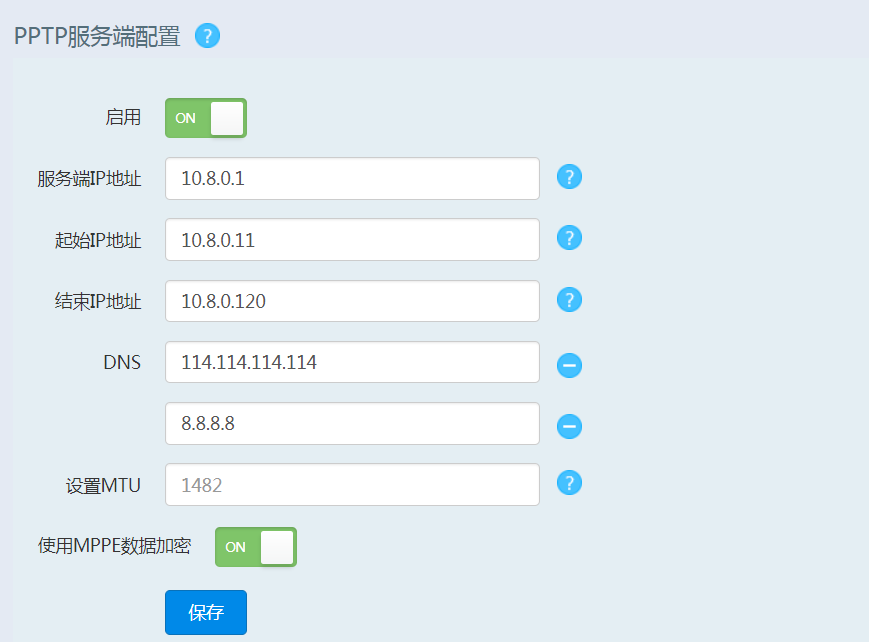 PPTP服务端配置 ?
启用 ON
服务端IP地址 10.8.0.1 ?
起始IP地址 10.8.0.11 ?
结束IP地址 10.8.0.120 ?
DNS 114.114.114.114
8.8.8.8
设置MTU 1482 ?
使用MPPE数据加密 ON
保存